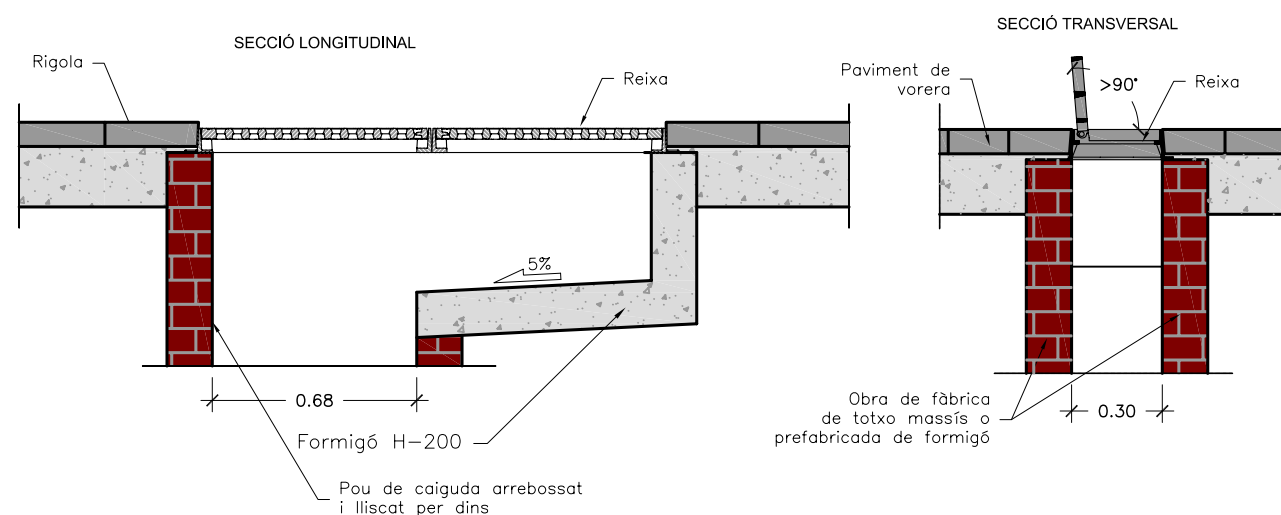 SECCIÓ LONGITUDINAL
Rigola
Reixa
5%
0.68
Formigó H-200
Pou de caiguda arrebossat
i lliscat per dins
SECCIÓ TRANSVERSAL
Paviment de
vorera
>90°
Reixa
Obra de fàbrica
de totxo massís o
prefabricada de formigó
0.30